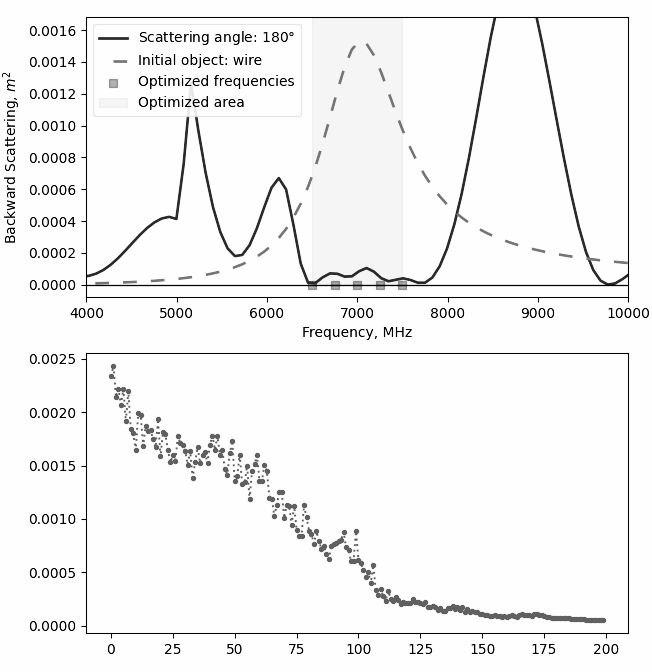 0.0016
0.0014
0.0012
0.0010
0.0008
0.0006
0.0004
0.0002
0.0000
Backward Scattering, m²
Scattering angle: 180°
Initial object: wire
Optimized frequencies
Optimized area
4000 5000 6000 7000 8000 9000 10000
Frequency, MHz
0.0025
0.0020
0.0015
0.0010
0.0005
0.0000
0 25 50 75 100 125 150 175 200